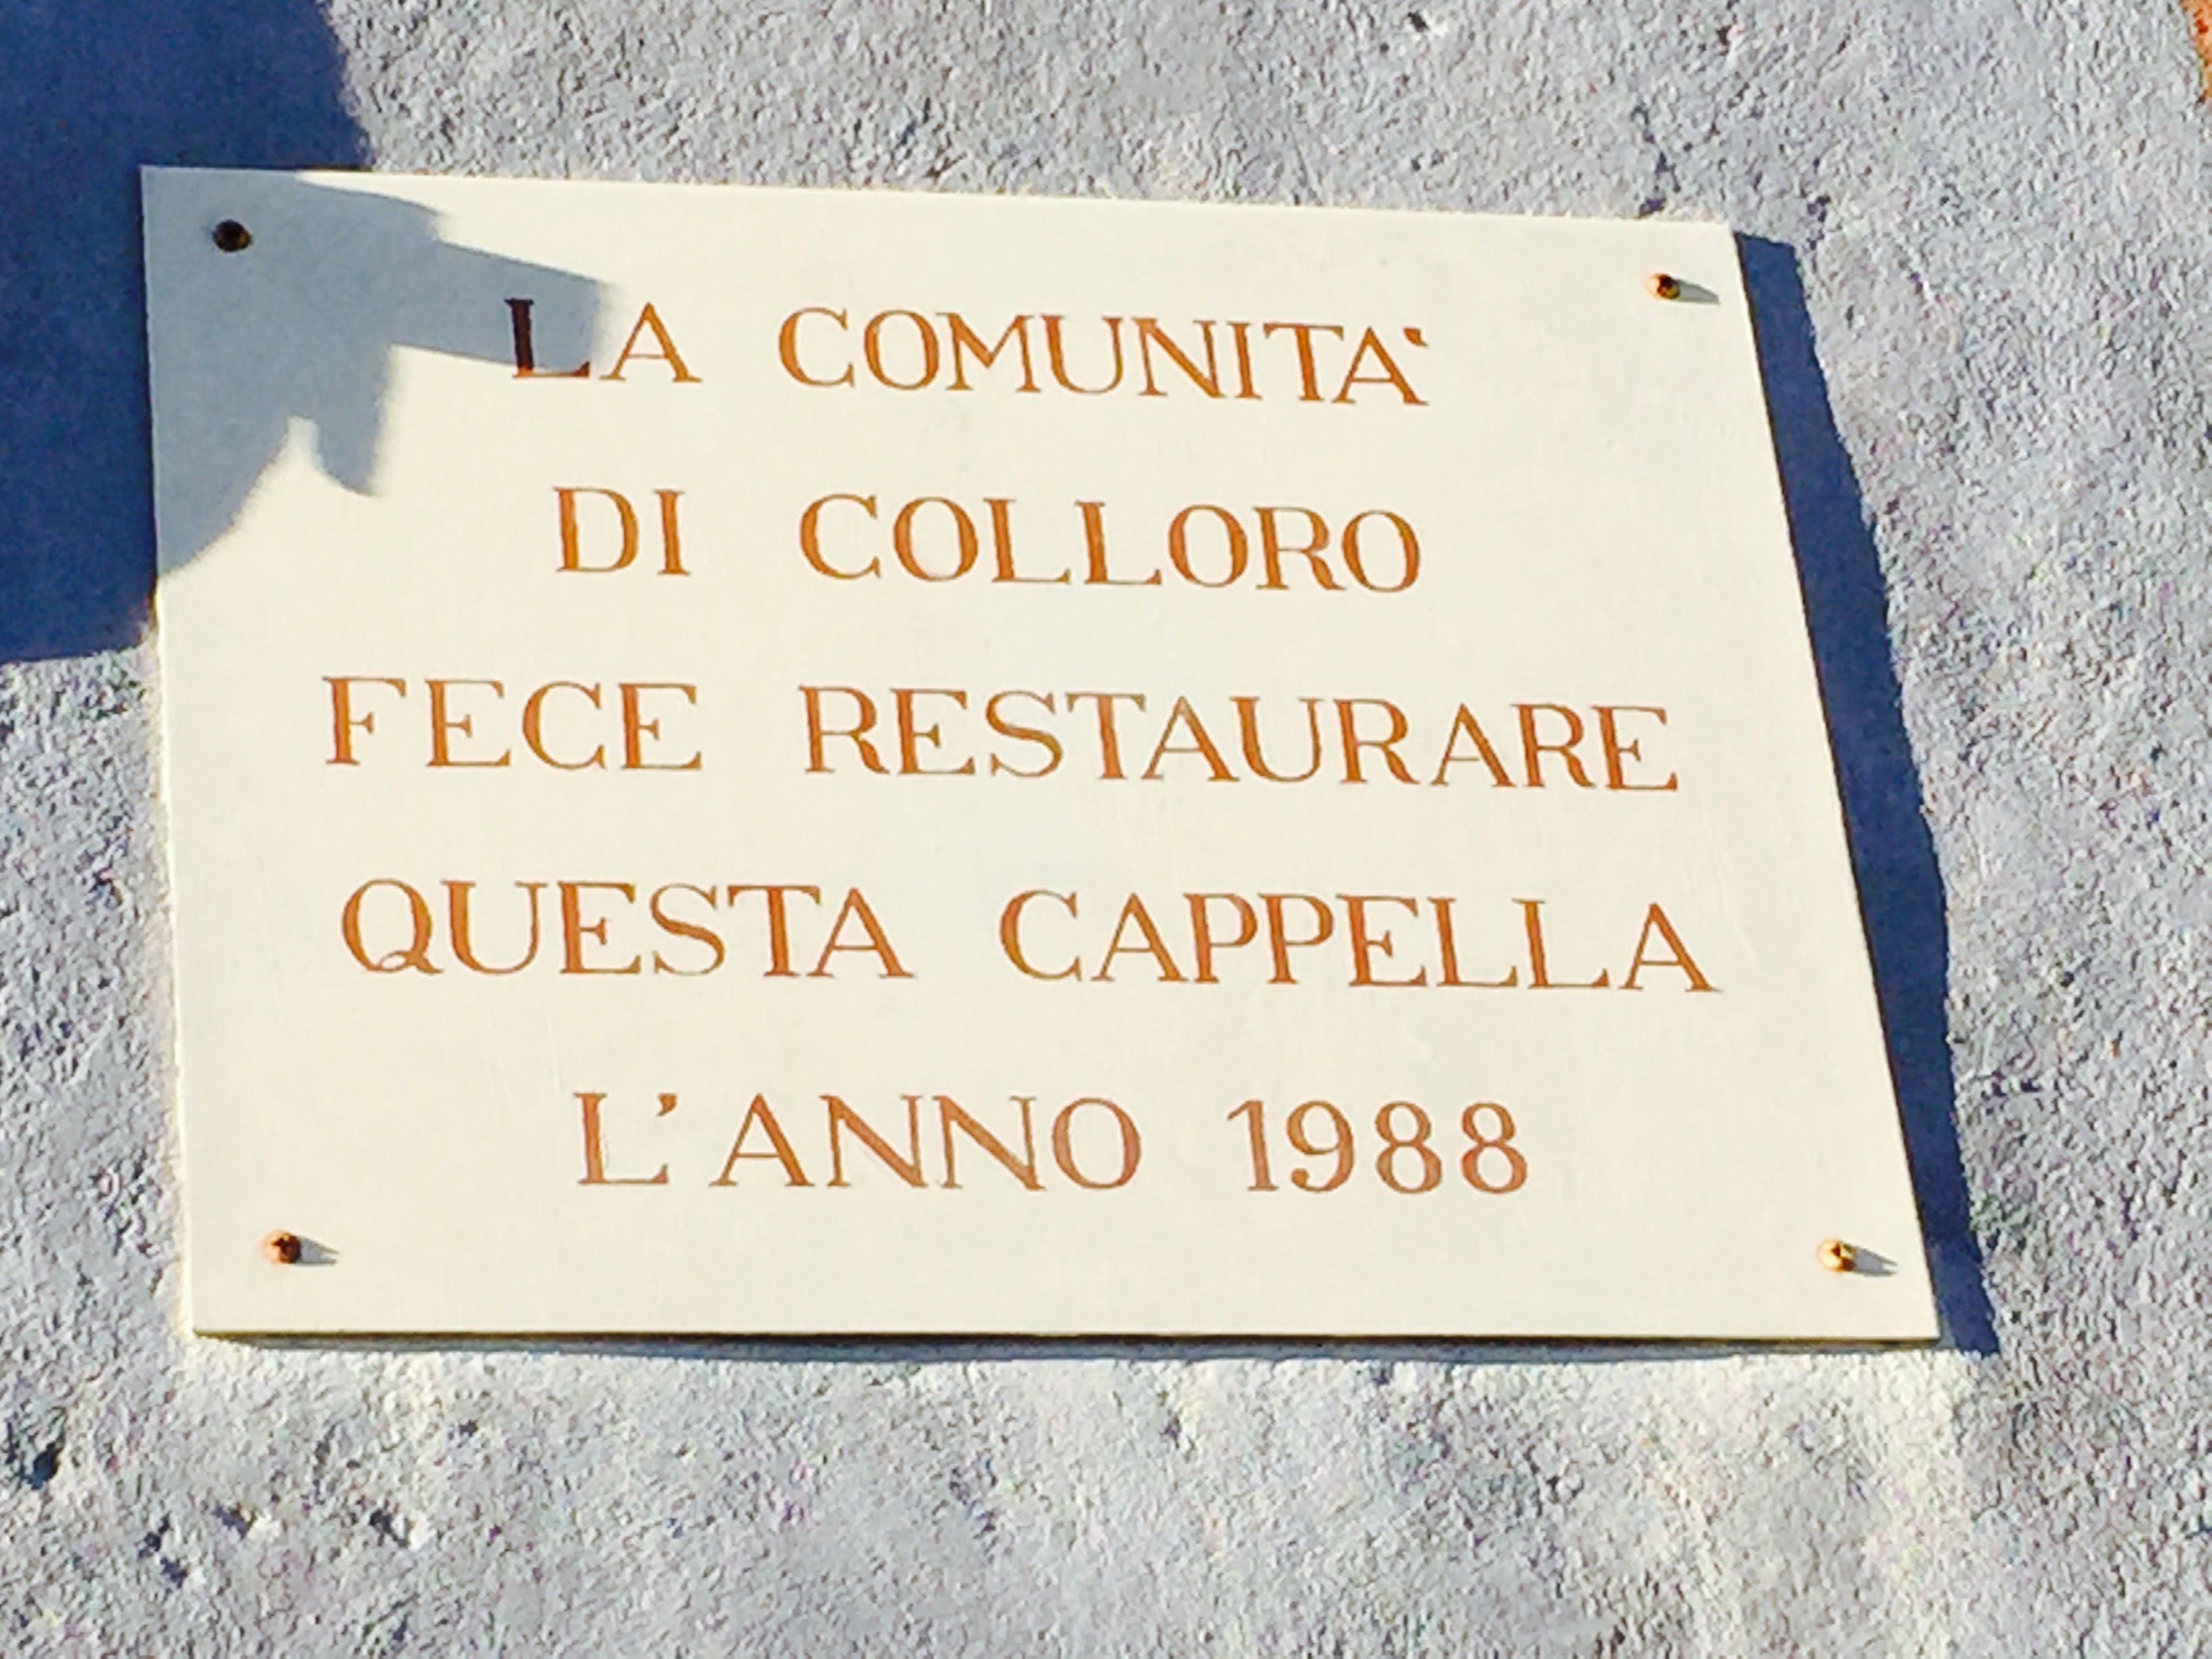 LA COMUNITA'
DI COLLORO
FECE RESTAURARE
QUESTA CAPPELLA
L'ANNO 1988